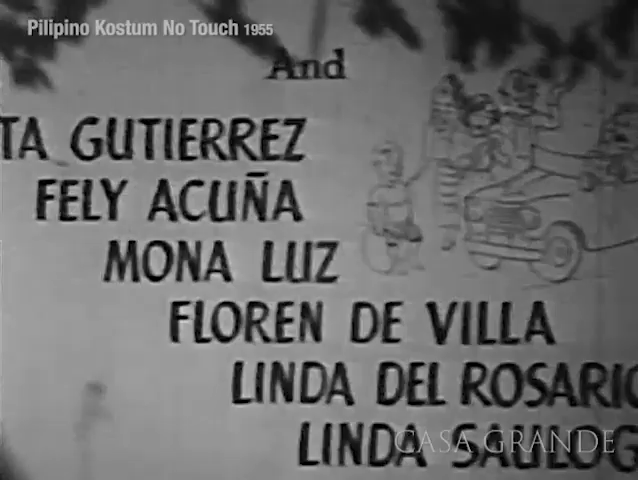 Pilipino Kostum No Touch 1955
And
TA GUTIERREZ
FELY ACUÑA
MONA LUZ
FLOREN DE VILLA
LINDA DEL ROSARIO
LINDA SAULOG
CASA GRANDE